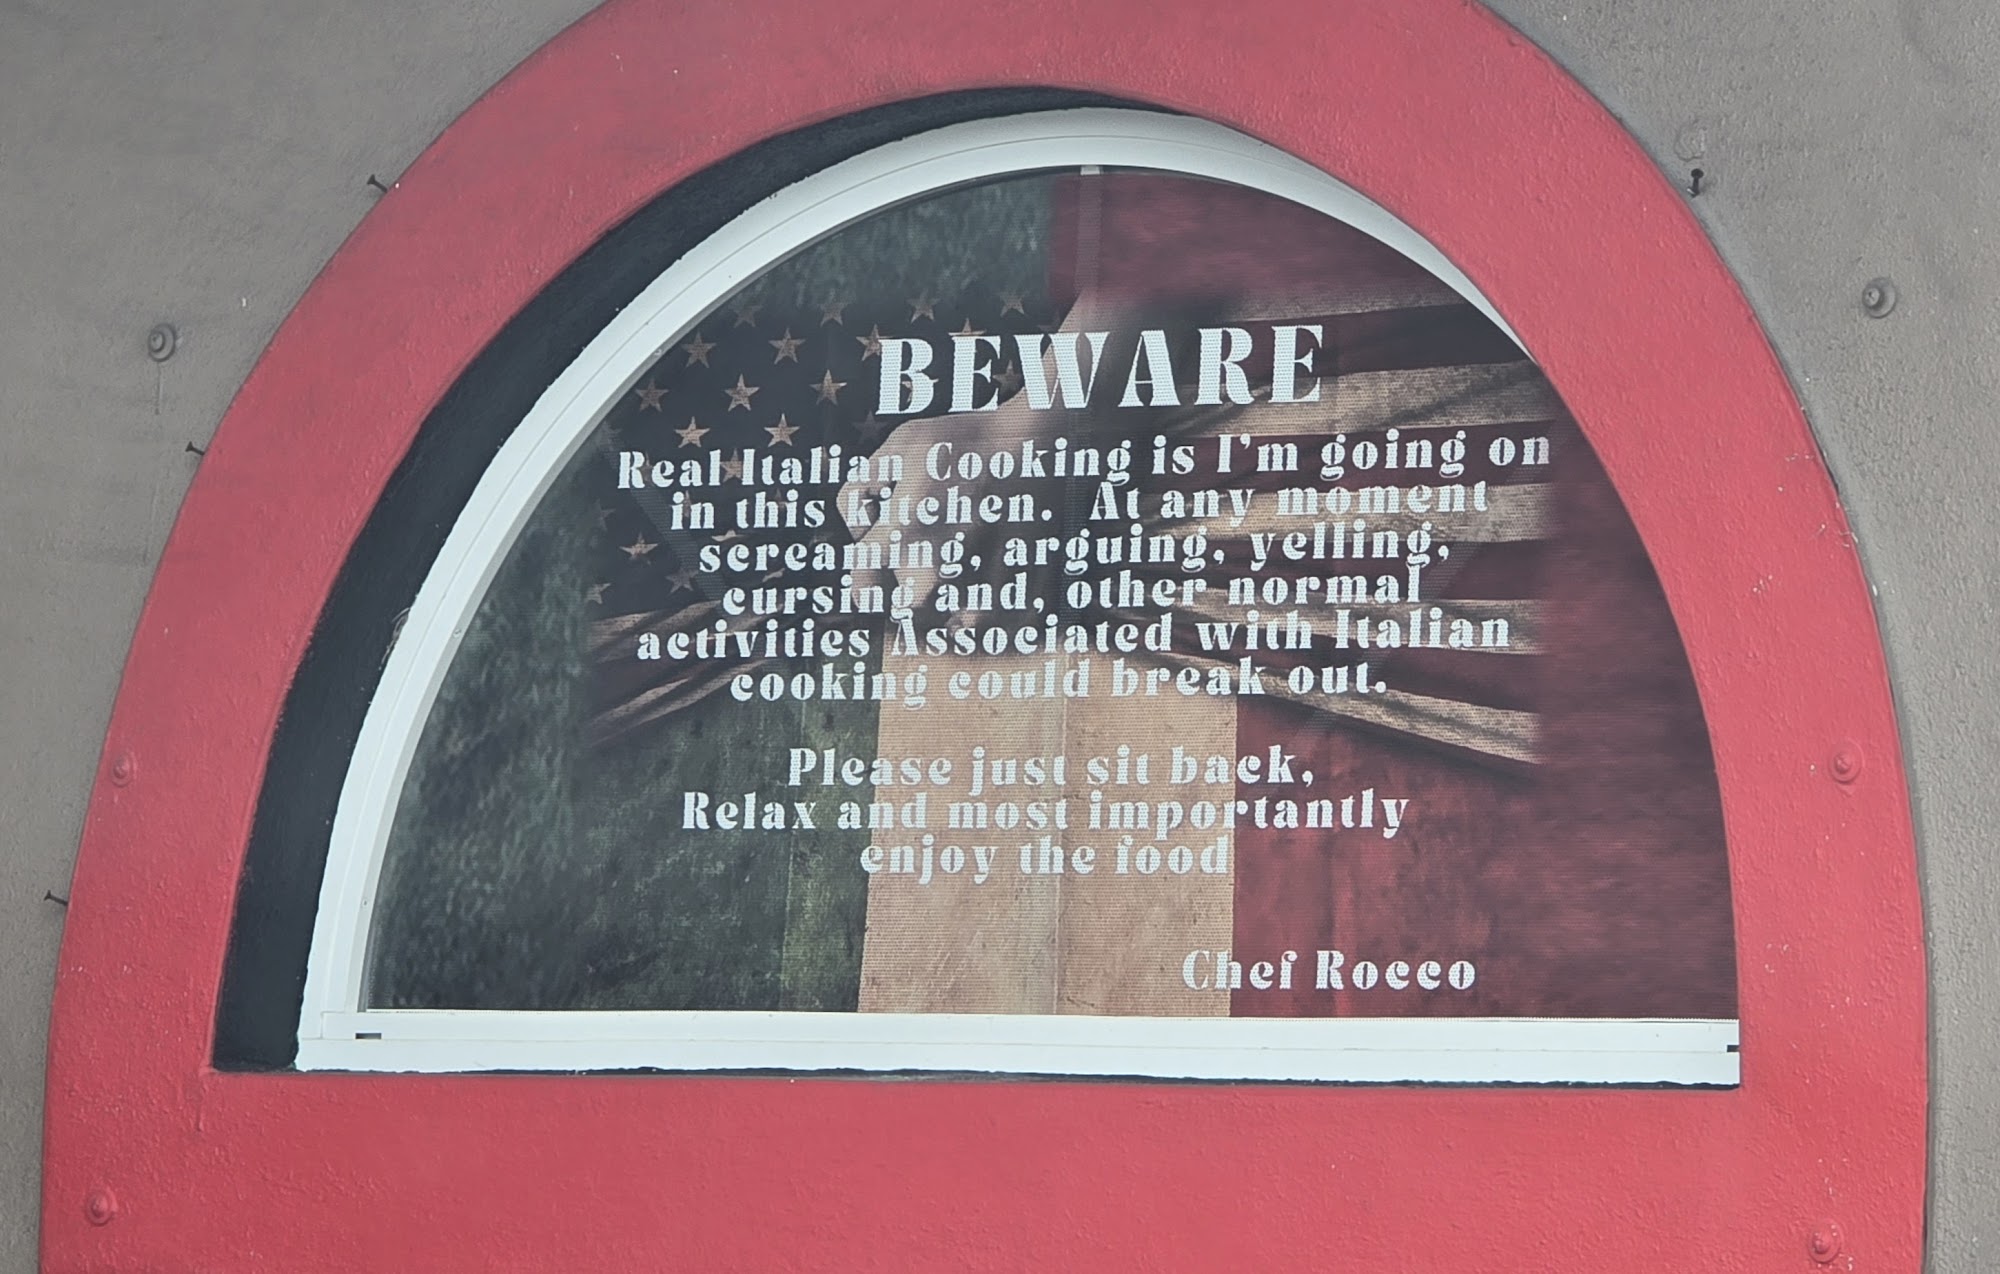 BEWARE
Real Italian Cooking is I'm going on
in this kitchen. At any moment
screaming, arguing, yelling,
cursing and, other normal
activities Associated with Italian
cooking could break out.
Please just sit back,
Relax and most importantly
enjoy the food
Chef Rocco